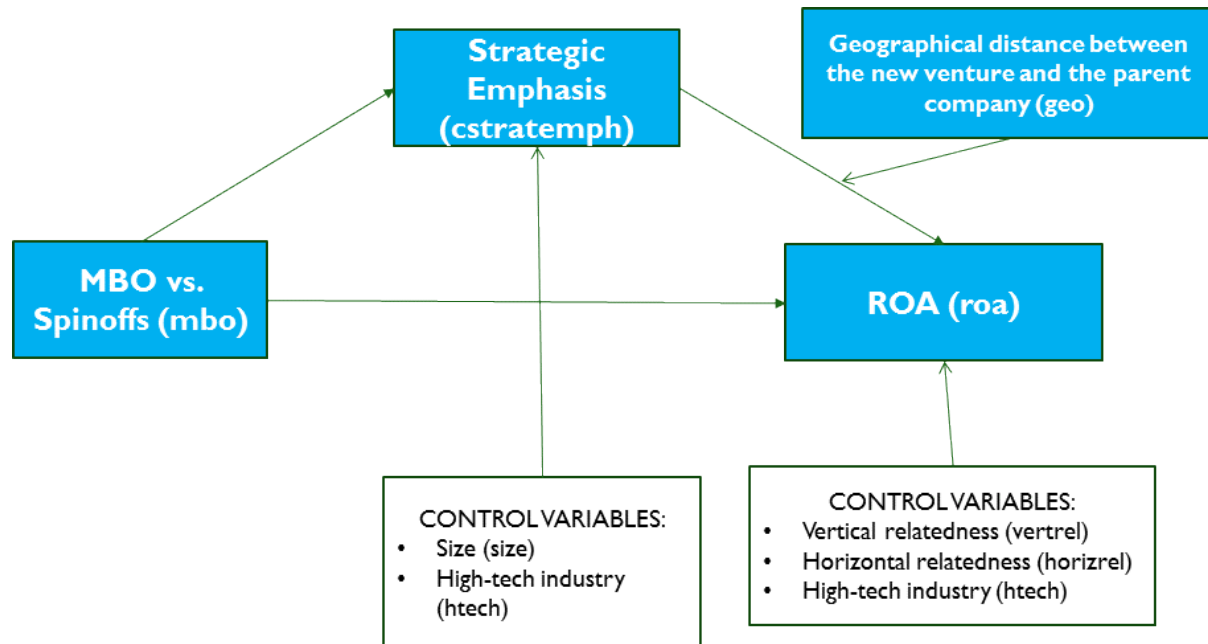 Strategic
Emphasis
(cstratemph)
Geographical distance between
the new venture and the parent
company (geo)
MBO vs.
Spinoffs (mbo)
ROA (roa)
CONTROL VARIABLES:
• Size (size)
• High-tech industry
(htech)
CONTROL VARIABLES:
• Vertical relatedness (vertrel)
• Horizontal relatedness (horizrel)
• High-tech industry (htech)